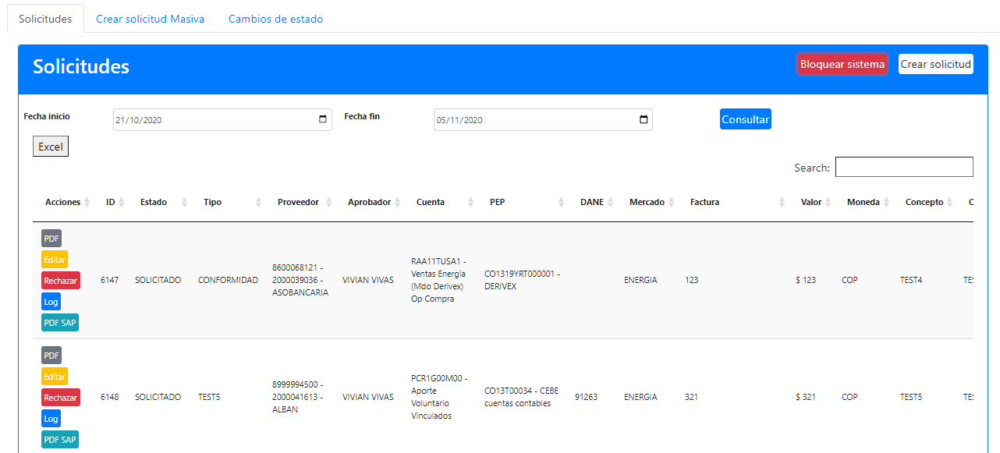 Solicitudes Crear solicitud Masiva Cambios de estado
Solicitudes Bloquear sistema Crear solicitud
Fecha inicio 21/10/2020 Fecha fin 05/11/2020 Consultar
Excel
Search:
Acciones ID Estado Tipo Proveedor Aprobador Cuenta PEP DANE Mercado Factura Valor Moneda Concepto
PDF
Editar
Rechazar
Log
PDF SAP
6147 SOLICITADO CONFORMIDAD
8600068121 -
2000039036 -
ASOBANCARIA
VIVIAN VIVAS
RAA11TUSA1 -
Ventas Energia
(Mdo Derivex)
Op Compra
CO1319YRT000001 -
DERIVEX
ENERGIA 123 $ 123 COP TEST4
PDF
Editar
Rechazar
Log
PDF SAP
6148 SOLICITADO TEST5
8999994500 -
2000041613 -
ALBAN
VIVIAN VIVAS
PCR1G00M00 -
Aporte
Voluntario
Vinculados
CO13T00034 - CEBE
cuentas contables
91263 ENERGIA 321 $ 321 COP TEST5